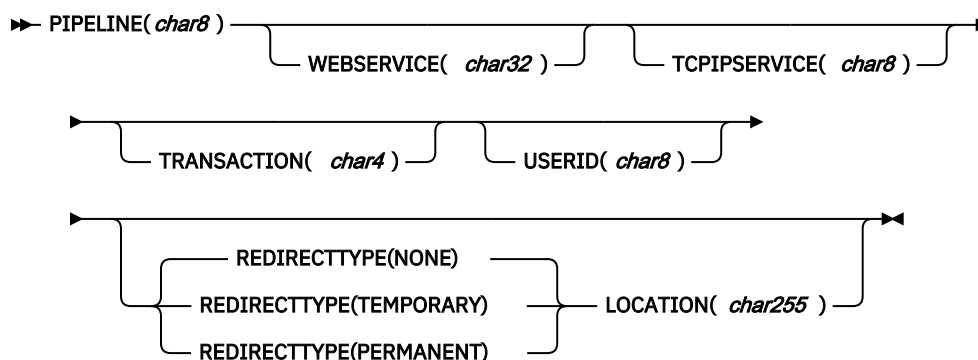 PIPELINE( char8 )
WEBSERVICE( char32 ) TCPIPSERVICE( char8 )
TRANSACTION( char4 ) USERID( char8 )
REDIRECTTYPE(NONE)
REDIRECTTYPE(TEMPORARY) LOCATION( char255 )
REDIRECTTYPE(PERMANENT)